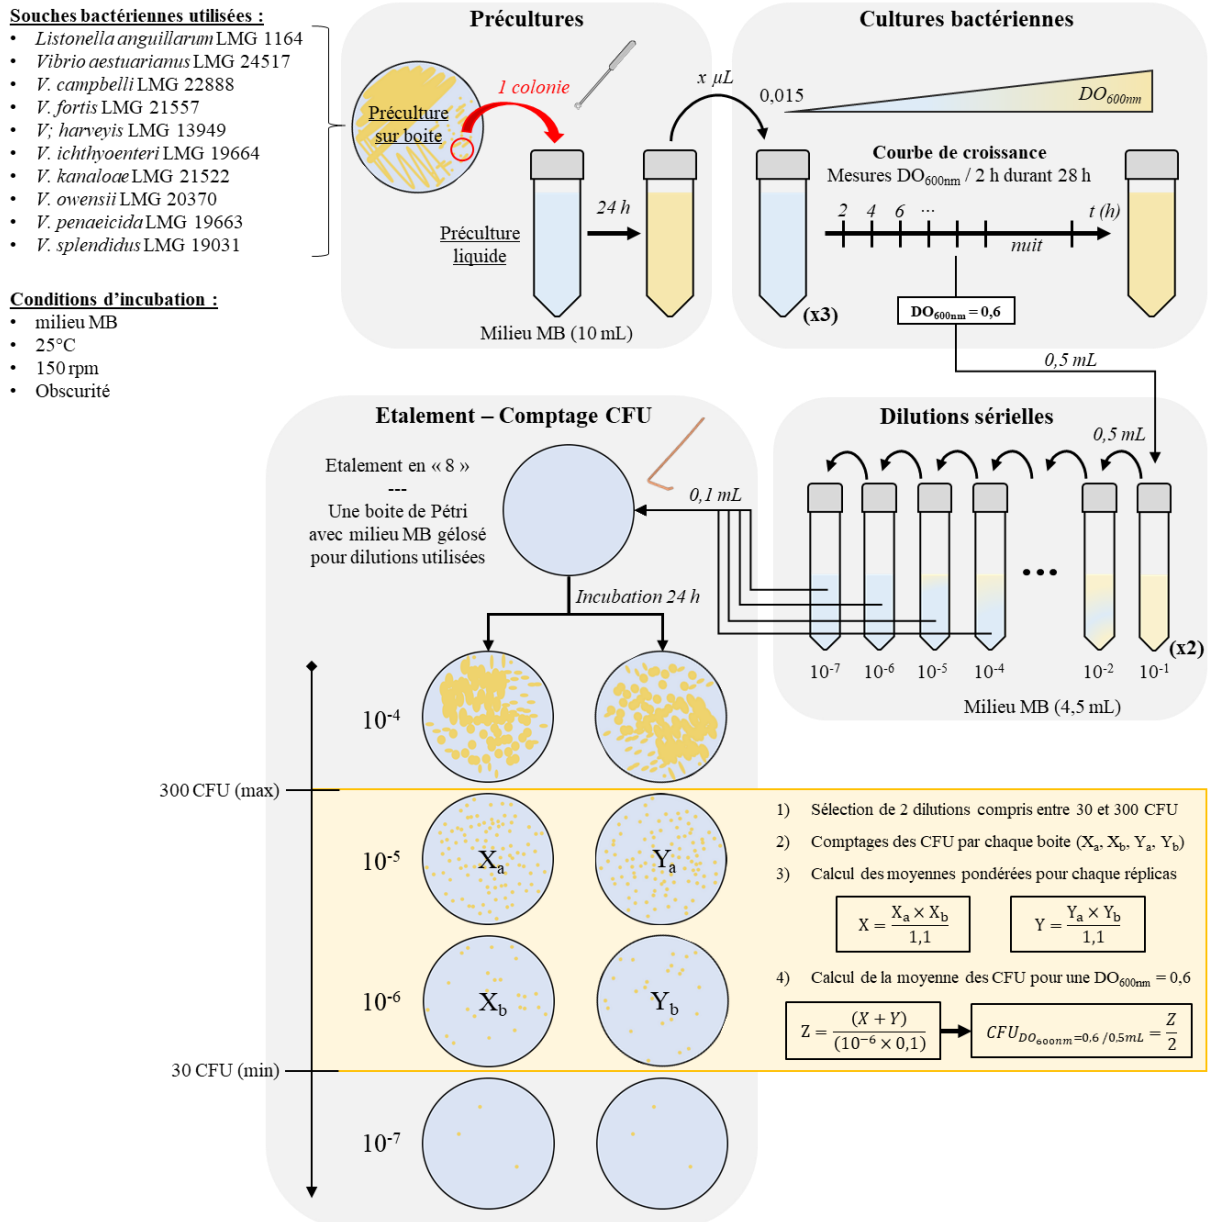 Souches bactériennes utilisées :
• Listonella anguillarum LMG 1164
• Vibrio aestuarianus LMG 24517
• V. campbelli LMG 22888
• V. fortis LMG 21557
• V; harveyis LMG 13949
• V. ichthyoenteri LMG 19664
• V. kanaloae LMG 21522
• V. owensii LMG 20370
• V. penaeicida LMG 19663
• V. splendidus LMG 19031
Conditions d’incubation :
• milieu MB
• 25°C
• 150 rpm
• Obscurité
Précultures
Préculture
sur boite
1 colonie
24 h
Préculture
liquide
Milieu MB (10 mL)
x µL
Cultures bactériennes
0,015
DO600nm
Courbe de croissance
Mesures DO600nm / 2 h durant 28 h
2 4 6 ... t (h)
nuit
(x3)
DO600nm = 0,6
0,5 mL
Dilutions sérielles
0,5 mL
...
(x2)
10-7 10-6 10-5 10-4 10-2 10-1
Milieu MB (4,5 mL)
Etalement – Comptage CFU
Etalement en « 8 »
---
Une boite de Pétri
avec milieu MB gélosé
pour dilutions utilisées
0,1 mL
Incubation 24 h
10-4
300 CFU (max)
10-5
Xa Ya
10-6
Xb Yb
30 CFU (min)
10-7
1) Sélection de 2 dilutions compris entre 30 et 300 CFU
2) Comptages des CFU par chaque boite (Xa, Xb, Ya, Yb)
3) Calcul des moyennes pondérées pour chaque réplicas
X = (Xa × Xb) / 1,1 Y = (Ya × Yb) / 1,1
4) Calcul de la moyenne des CFU pour une DO600nm = 0,6
Z = (X + Y) / (10-6 × 0,1) CFU DO600nm=0,6 /0.5mL = Z / 2